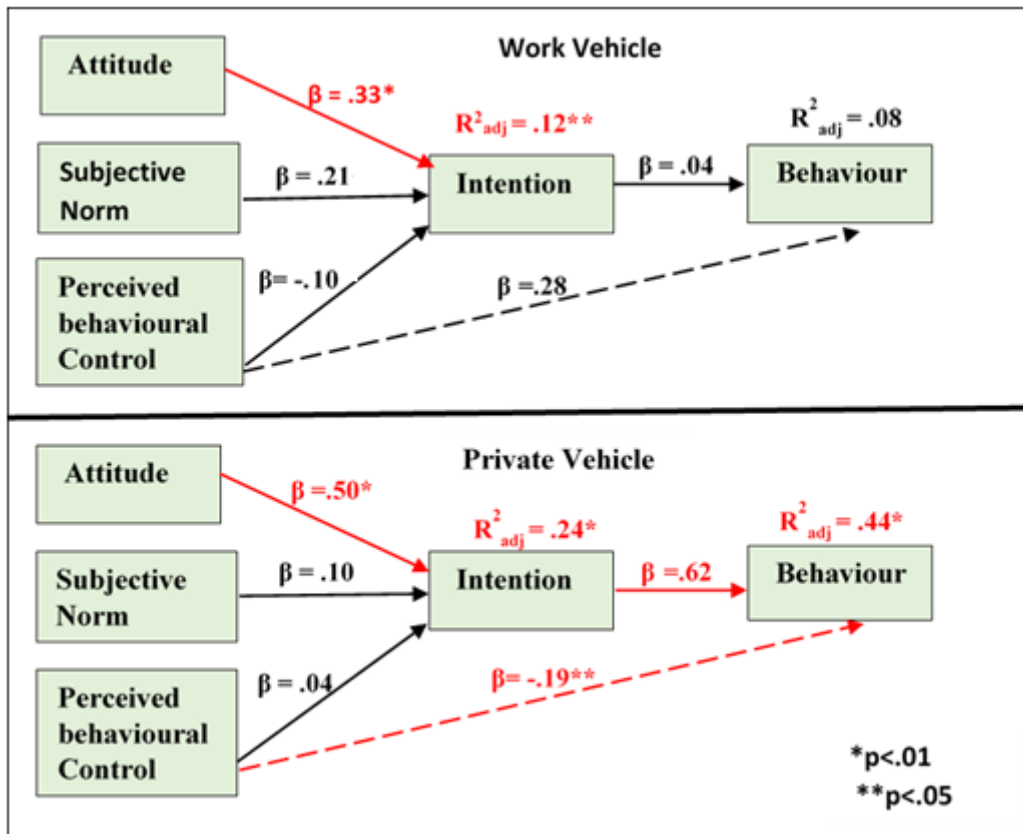 Work Vehicle
Attitude
β = .33*
R²adj = .12**
R²adj = .08
Subjective
Norm
β = .21
Intention
β = .04
Behaviour
Perceived
behavioural
Control
β= -.10
β =.28
Private Vehicle
Attitude
β =.50*
R²adj = .24*
R²adj = .44*
Subjective
Norm
β = .10
Intention
β =.62
Behaviour
Perceived
behavioural
Control
β = .04
β= -.19**
*p<.01
**p<.05